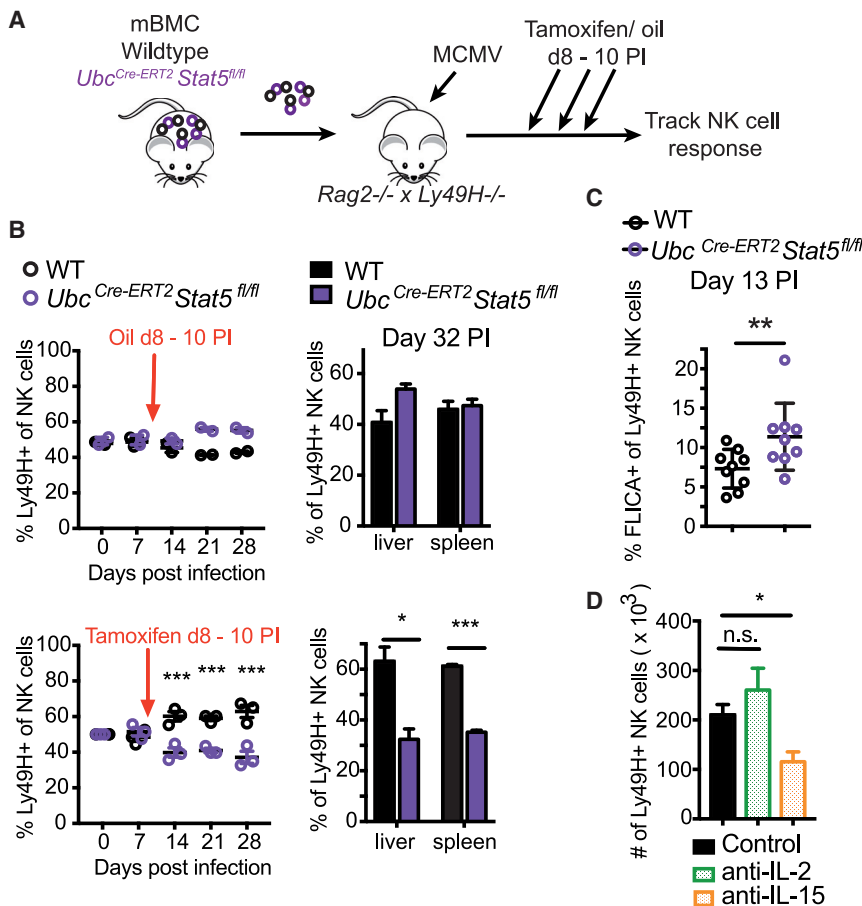 A
mBMC
Wildtype
Ubc^Cre-ERT2 Stat5^fl/fl
MCMV
Rag2-/- x Ly49H-/-
Tamoxifen/ oil
d8 - 10 PI
Track NK cell
response
B
WT
Ubc^Cre-ERT2 Stat5^fl/fl
Oil d8 - 10 PI
% Ly49H+ of NK cells
100
80
60
40
20
0
0 7 14 21 28
Days post infection
WT
Ubc^Cre-ERT2 Stat5^fl/fl
Day 32 PI
% of Ly49H+ NK cells
60
40
20
0
liver spleen
Tamoxifen d8 - 10 PI
*** *** ***
% Ly49H+ of NK cells
100
80
60
40
20
0
0 7 14 21 28
Days post infection
* ***
% of Ly49H+ NK cells
60
40
20
0
liver spleen
C
WT
Ubc^Cre-ERT2 Stat5^fl/fl
Day 13 PI
**
% FLICA+ of Ly49H+ NK cells
20
15
10
5
0
D
*
n.s.
# of Ly49H+ NK cells ( x 10^3)
400
300
200
100
0
Control
anti-IL-2
anti-IL-15